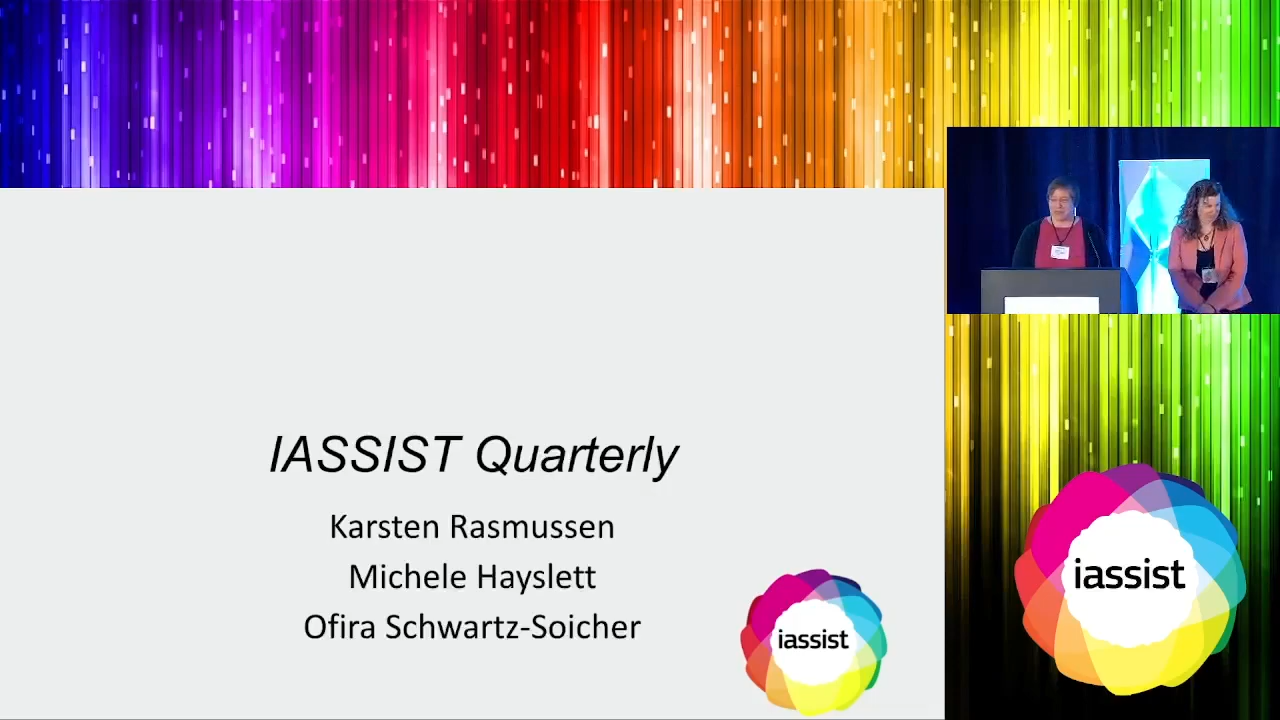 IASSIST Quarterly
Karsten Rasmussen
Michele Hayslett
Ofira Schwartz-Soicher
iassist
iassist